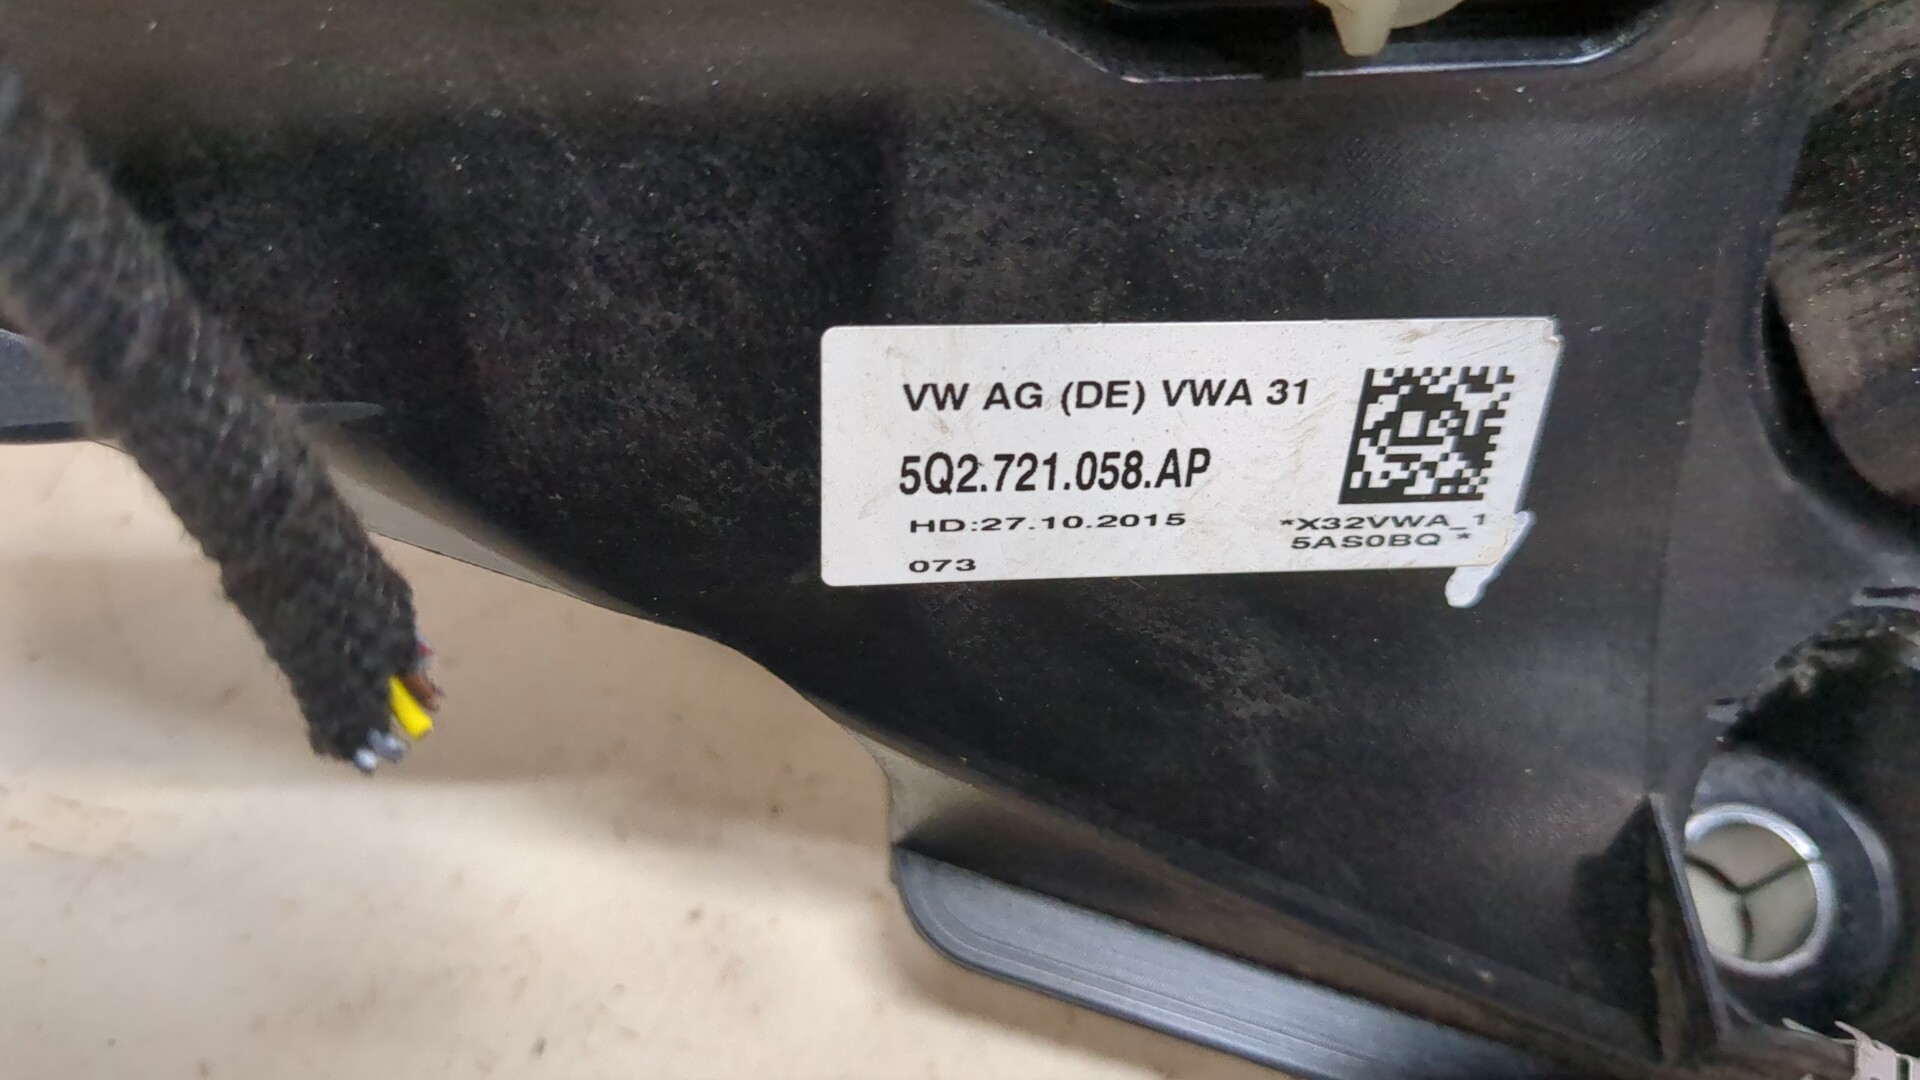 VW AG (DE) VWA 31
5Q2.721.058.AP
HD:27.10.2015
073
*X32VWA_1
5AS0BQ *